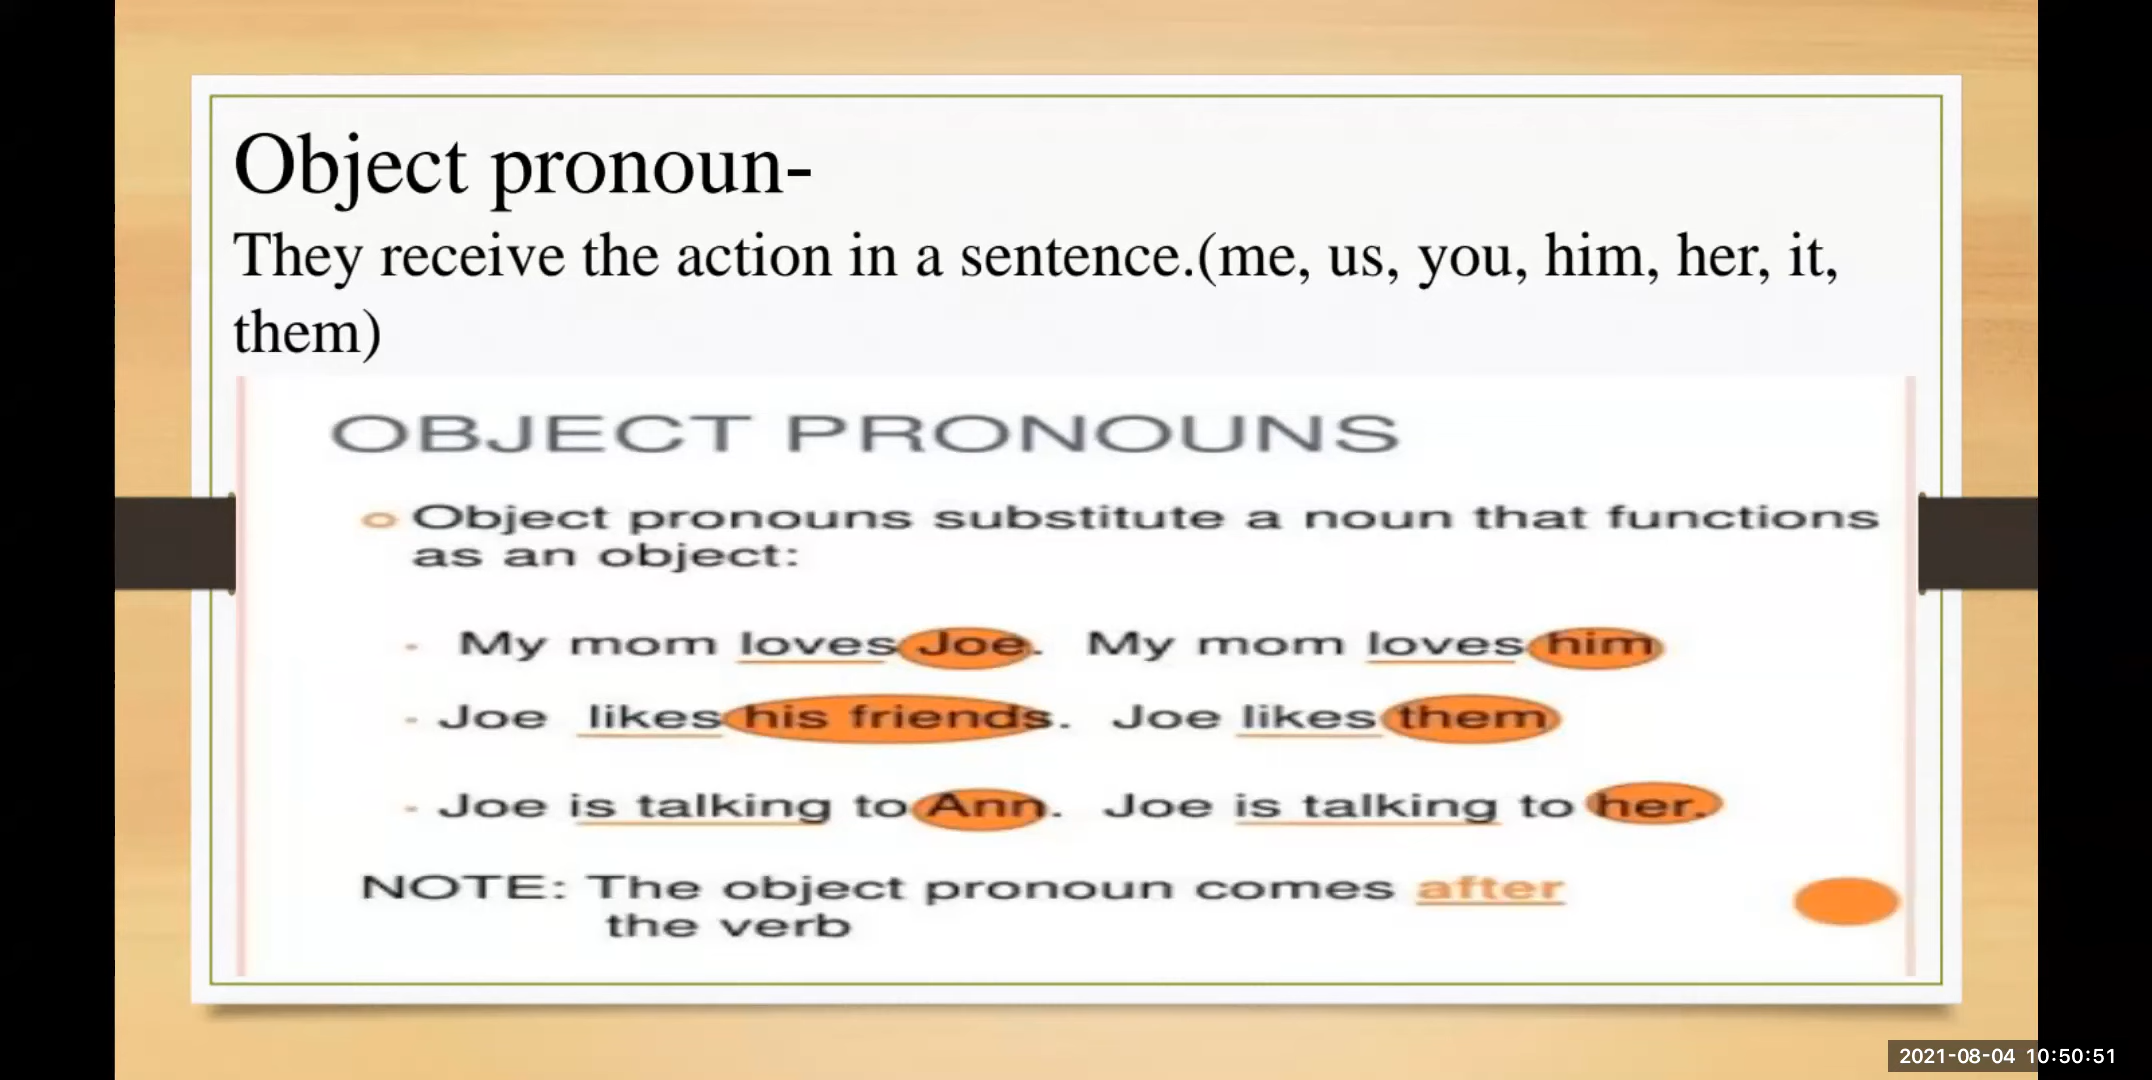 Object pronoun-
They receive the action in a sentence.(me, us, you, him, her, it,
them)
OBJECT PRONOUNS
Object pronouns substitute a noun that functions
as an object:
My mom loves Joe. My mom loves him
Joe likes his friends. Joe likes them
Joe is talking to Ann. Joe is talking to her.
NOTE: The object pronoun comes after
the verb
2021-08-04 10:50:51